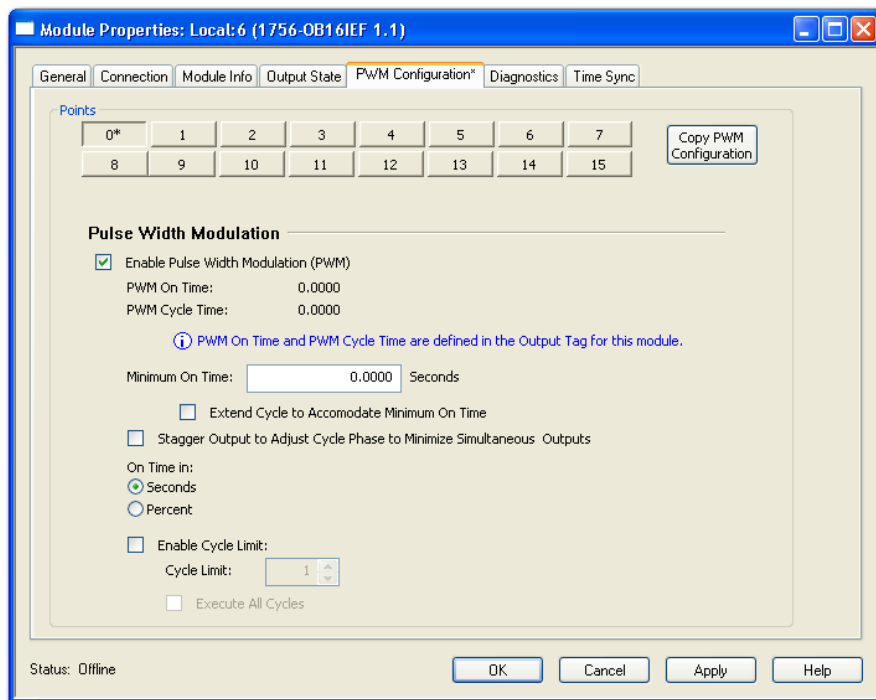 Module Properties: Local:6 (1756-OB16IEF 1.1)
General Connection Module Info Output State PWM Configuration* Diagnostics Time Sync
Points
0* 1 2 3 4 5 6 7
8 9 10 11 12 13 14 15
Copy PWM
Configuration
Pulse Width Modulation
Enable Pulse Width Modulation (PWM)
PWM On Time: 0.0000
PWM Cycle Time: 0.0000
PWM On Time and PWM Cycle Time are defined in the Output Tag for this module.
Minimum On Time: 0.0000 Seconds
Extend Cycle to Accomodate Minimum On Time
Stagger Output to Adjust Cycle Phase to Minimize Simultaneous Outputs
On Time in:
Seconds
Percent
Enable Cycle Limit:
Cycle Limit: 1
Execute All Cycles
Status: Offline OK Cancel Apply Help